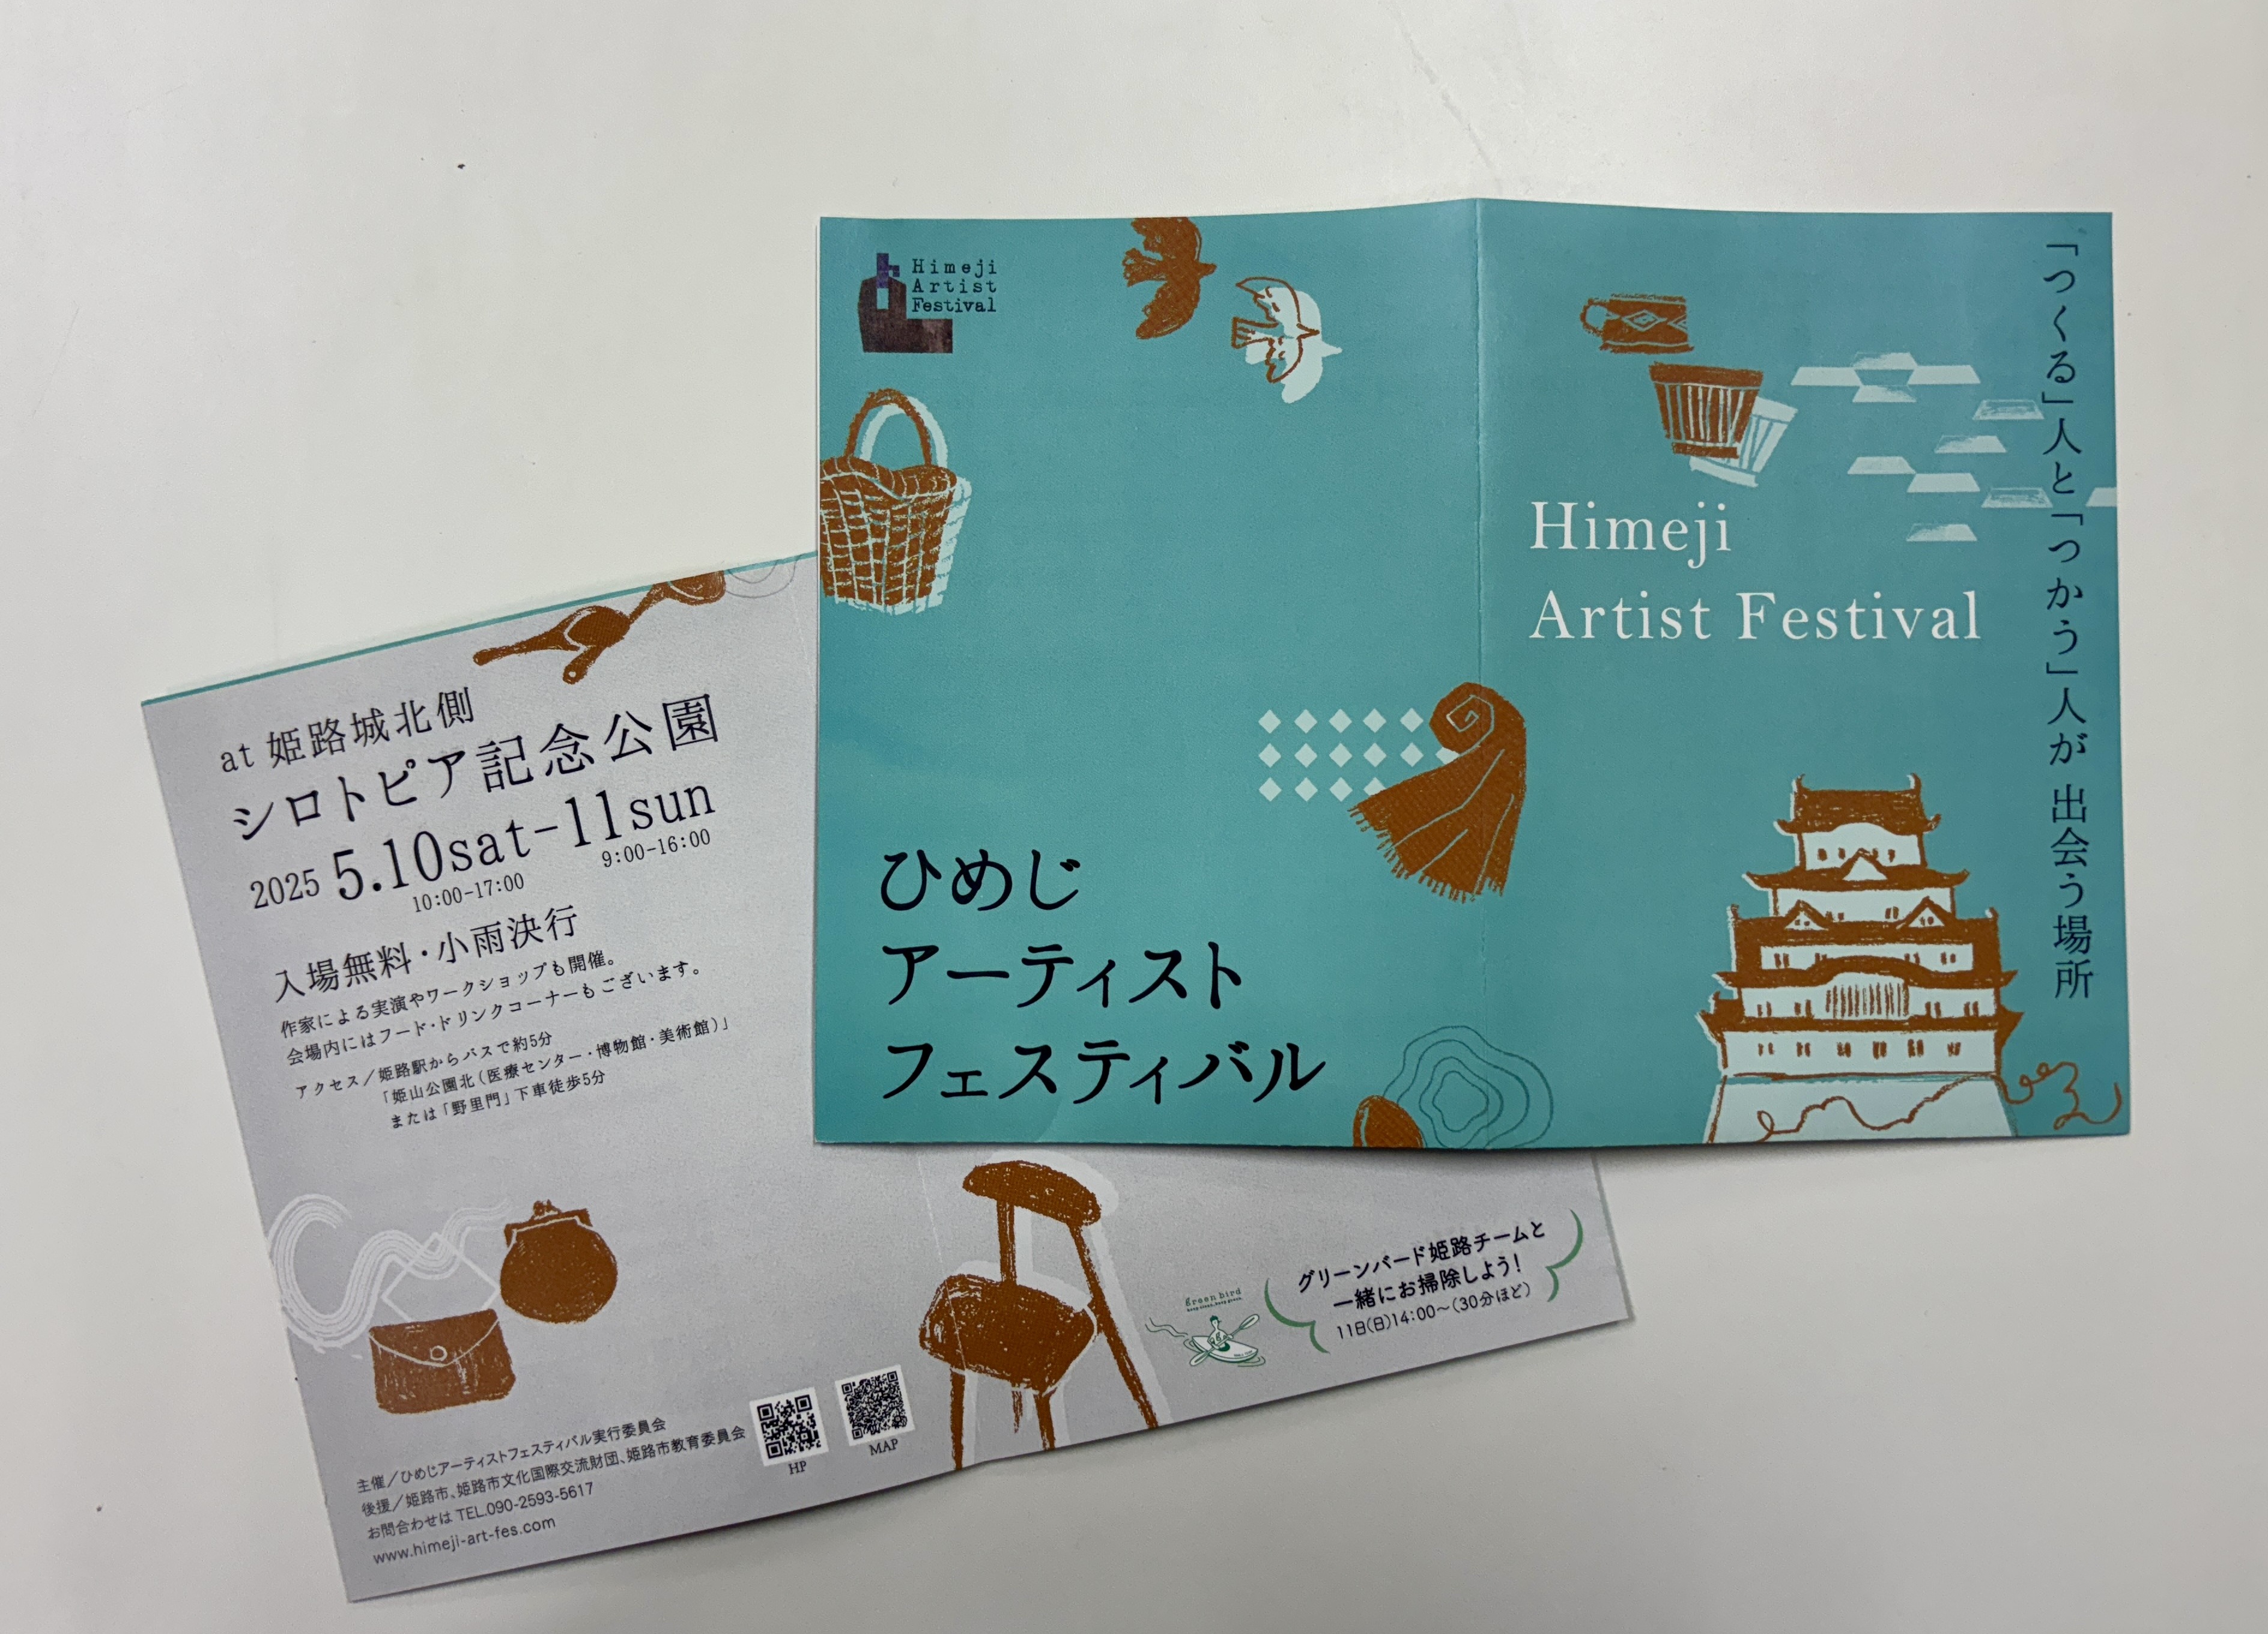 Himeji
Artist
Festival
ひめじ
アーティスト
フェスティバル
Himeji
Artist Festival
「つくる」人と「つかう」人が 出会う場所
at 姫路城北側
シロトピア記念公園
2025 5.10sat-11sun
10:00-17:00
9:00-16:00
入場無料・小雨決行
作家による実演やワークショップも開催。
会場内にはフード・ドリンクコーナーもございます。
アクセス/姫路駅からバスで約5分
「姫山公園北(医療センター・博物館・美術館)」
または「野里門」下車徒歩5分
主催/ひめじアーティストフェスティバル実行委員会
後援/姫路市、姫路市文化国際交流財団、姫路市教育委員会
お問合わせは TEL.090-2593-5617
www.himeji-art-fes.com
HP
MAP
green bird
グリーンバード姫路チームと
一緒にお掃除しよう!
11日(日)14:00〜(30分ほど)